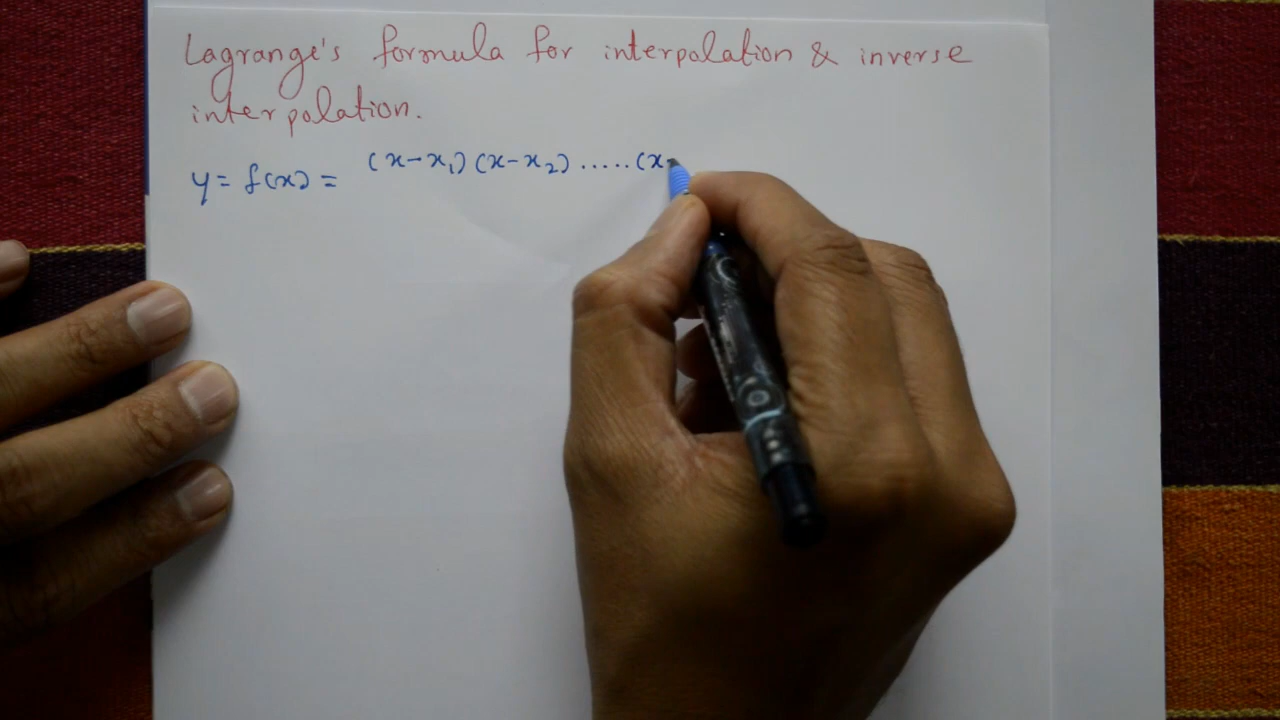 Lagrange's formula for interpolation & inverse
interpolation.
y = f(x) = (x-x₁) (x-x₂) ..... (x-